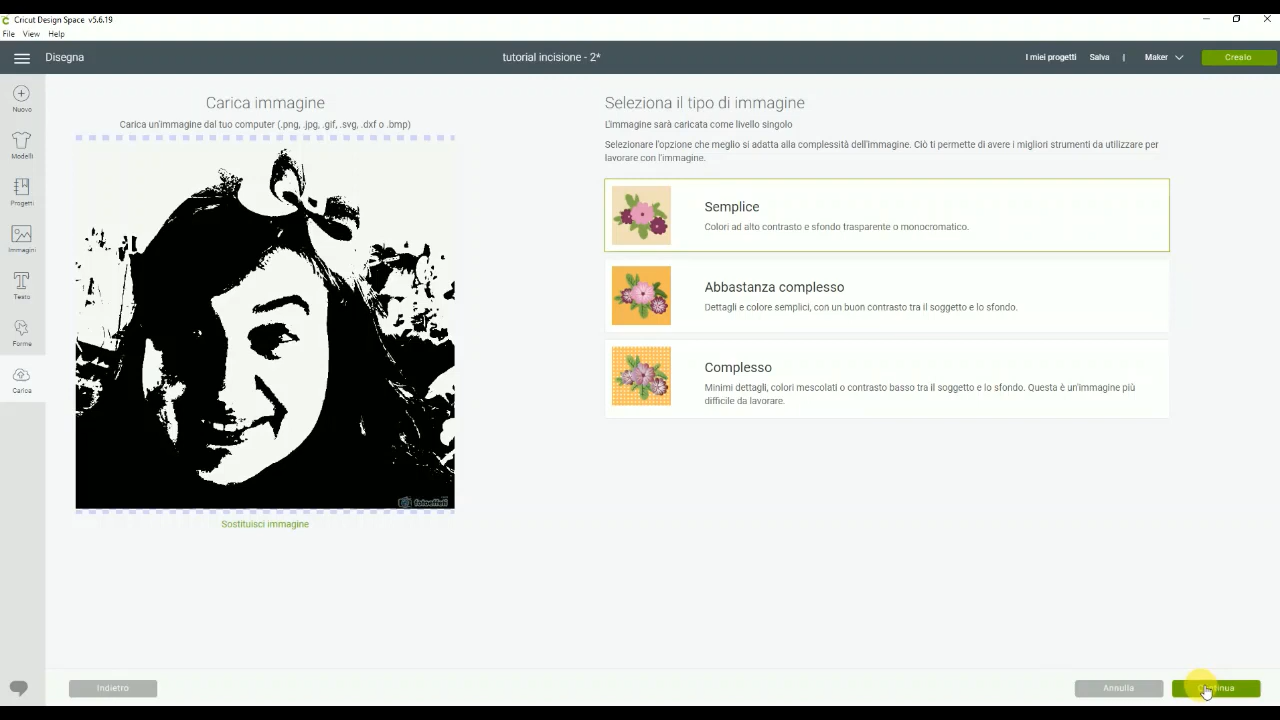 Cricut Design Space v5.6.19
File View Help
Disegna
tutorial incisione - 2*
I miei progetti Salva | Maker Crealo
Nuovo
Modelli
Progetti
Immagini
Testo
Forme
Carica
Carica immagine
Carica un'immagine dal tuo computer (.png, .jpg, .gif, .svg, .dxf o .bmp)
Sostituisci immagine
Seleziona il tipo di immagine
L'immagine sarà caricata come livello singolo
Selezionare l'opzione che meglio si adatta alla complessità dell'immagine. Ciò ti permette di avere i migliori strumenti da utilizzare per
lavorare con l'immagine.
Semplice
Colori ad alto contrasto e sfondo trasparente o monocromatico.
Abbastanza complesso
Dettagli e colore semplici, con un buon contrasto tra il soggetto e lo sfondo.
Complesso
Minimi dettagli, colori mescolati o contrasto basso tra il soggetto e lo sfondo. Questa è un'immagine più
difficile da lavorare.
Indietro
Annulla
Continua